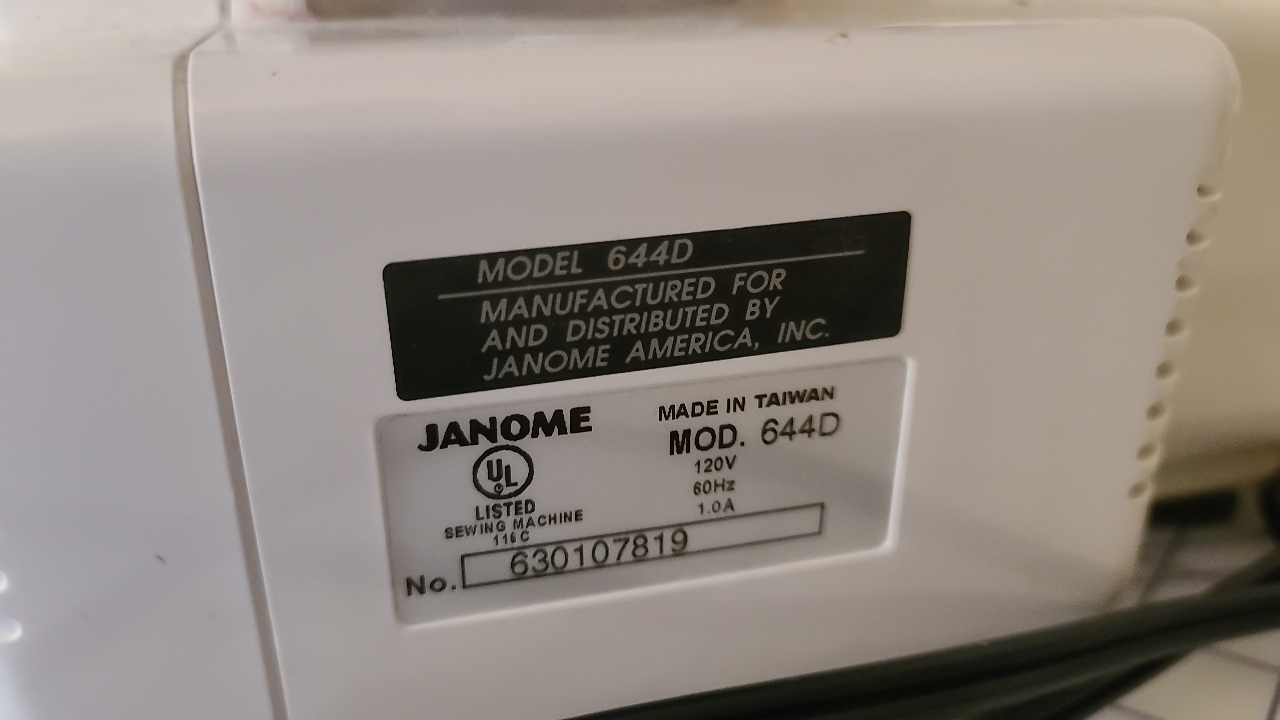 MODEL 644D
MANUFACTURED FOR
AND DISTRIBUTED BY
JANOME AMERICA, INC.
JANOME
MADE IN TAIWAN
MOD. 644D
120V
60Hz
1.0A
UL
LISTED
SEWING MACHINE
116C
No. 630107819